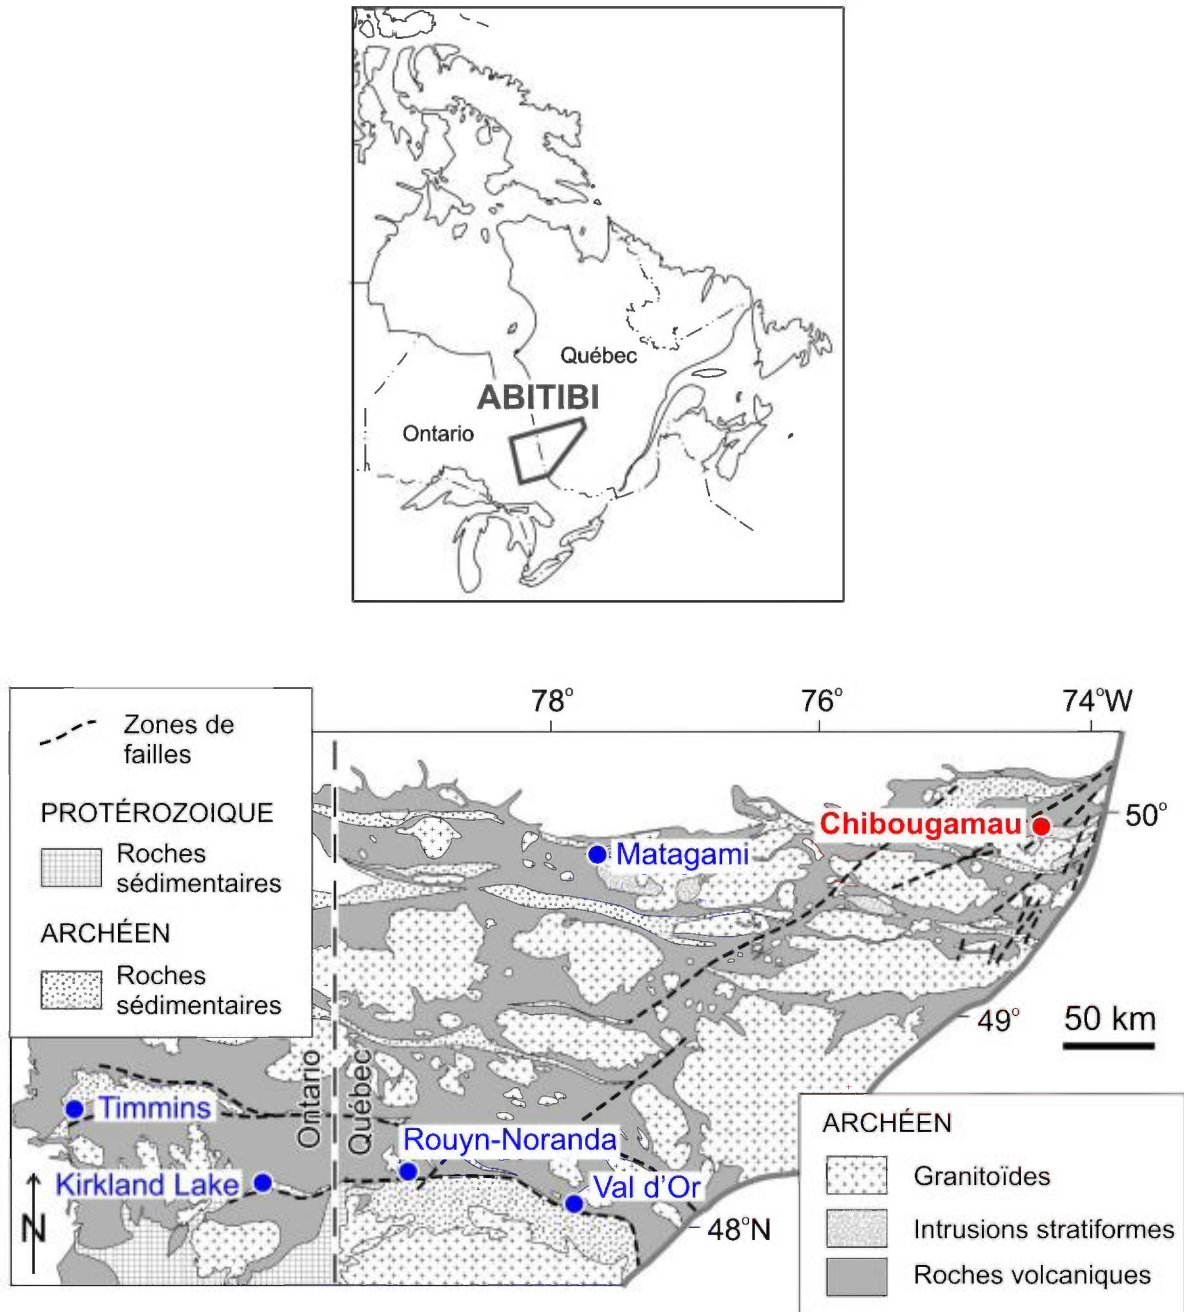 Québec
ABITIBI
Ontario
78°
76°
74°W
Zones de
failles
PROTÉROZOIQUE
Roches
sédimentaires
ARCHÉEN
Roches
sédimentaires
Chibougamau
50°
Matagami
49°
50 km
Ontario
Québec
Timmins
Rouyn-Noranda
Kirkland Lake
Val d'Or
N
48°N
ARCHÉEN
Granitoïdes
Intrusions stratiformes
Roches volcaniques